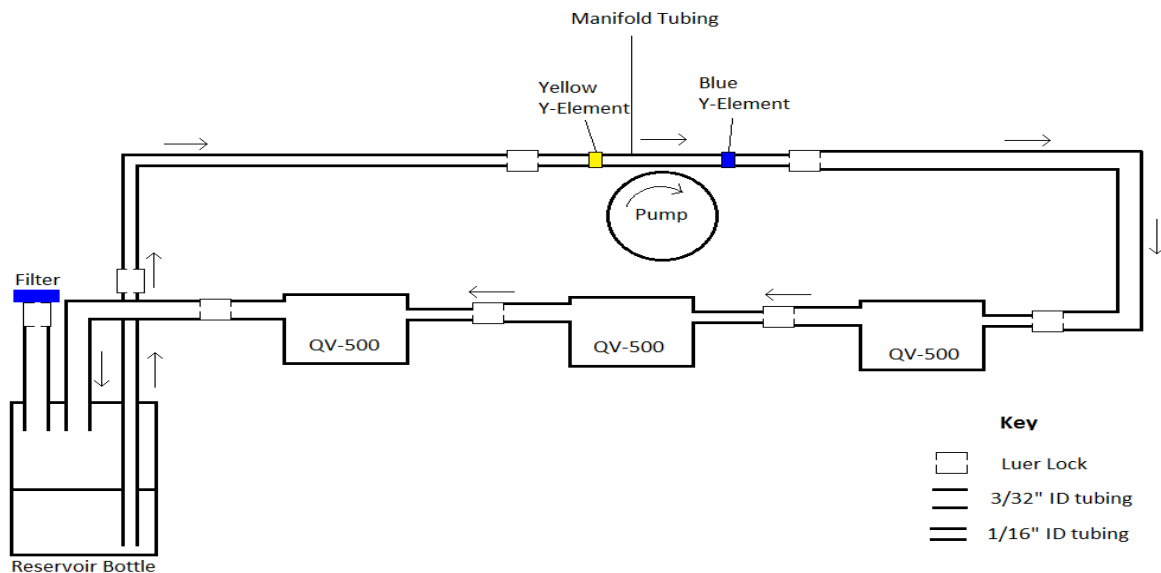 Manifold Tubing
Yellow
Y-Element
Blue
Y-Element
Pump
Filter
QV-500
QV-500
QV-500
Key
Luer Lock
3/32" ID tubing
1/16" ID tubing
Reservoir Bottle